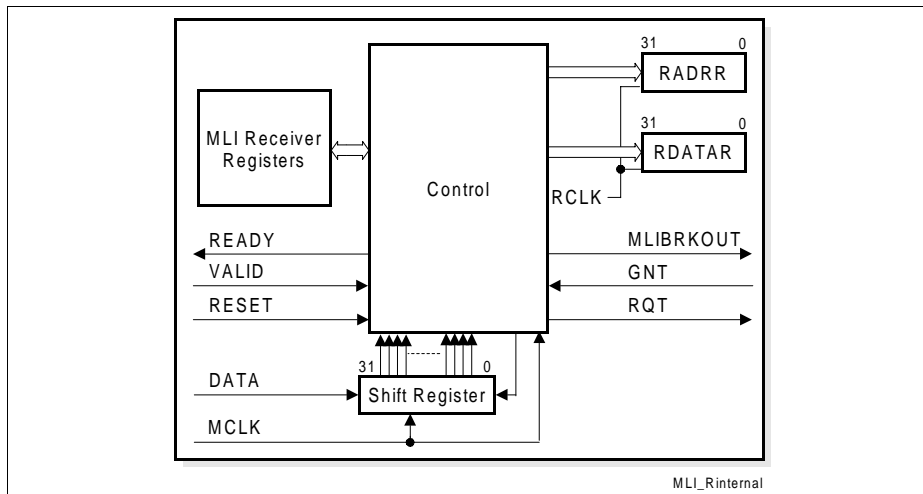 31 0
RADRR
MLI Receiver
Registers
31 0
RDATAR
Control
RCLK
READY
MLIBRKOUT
VALID
GNT
RESET
RQT
31 0
DATA
Shift Register
MCLK
MLI_Rinternal